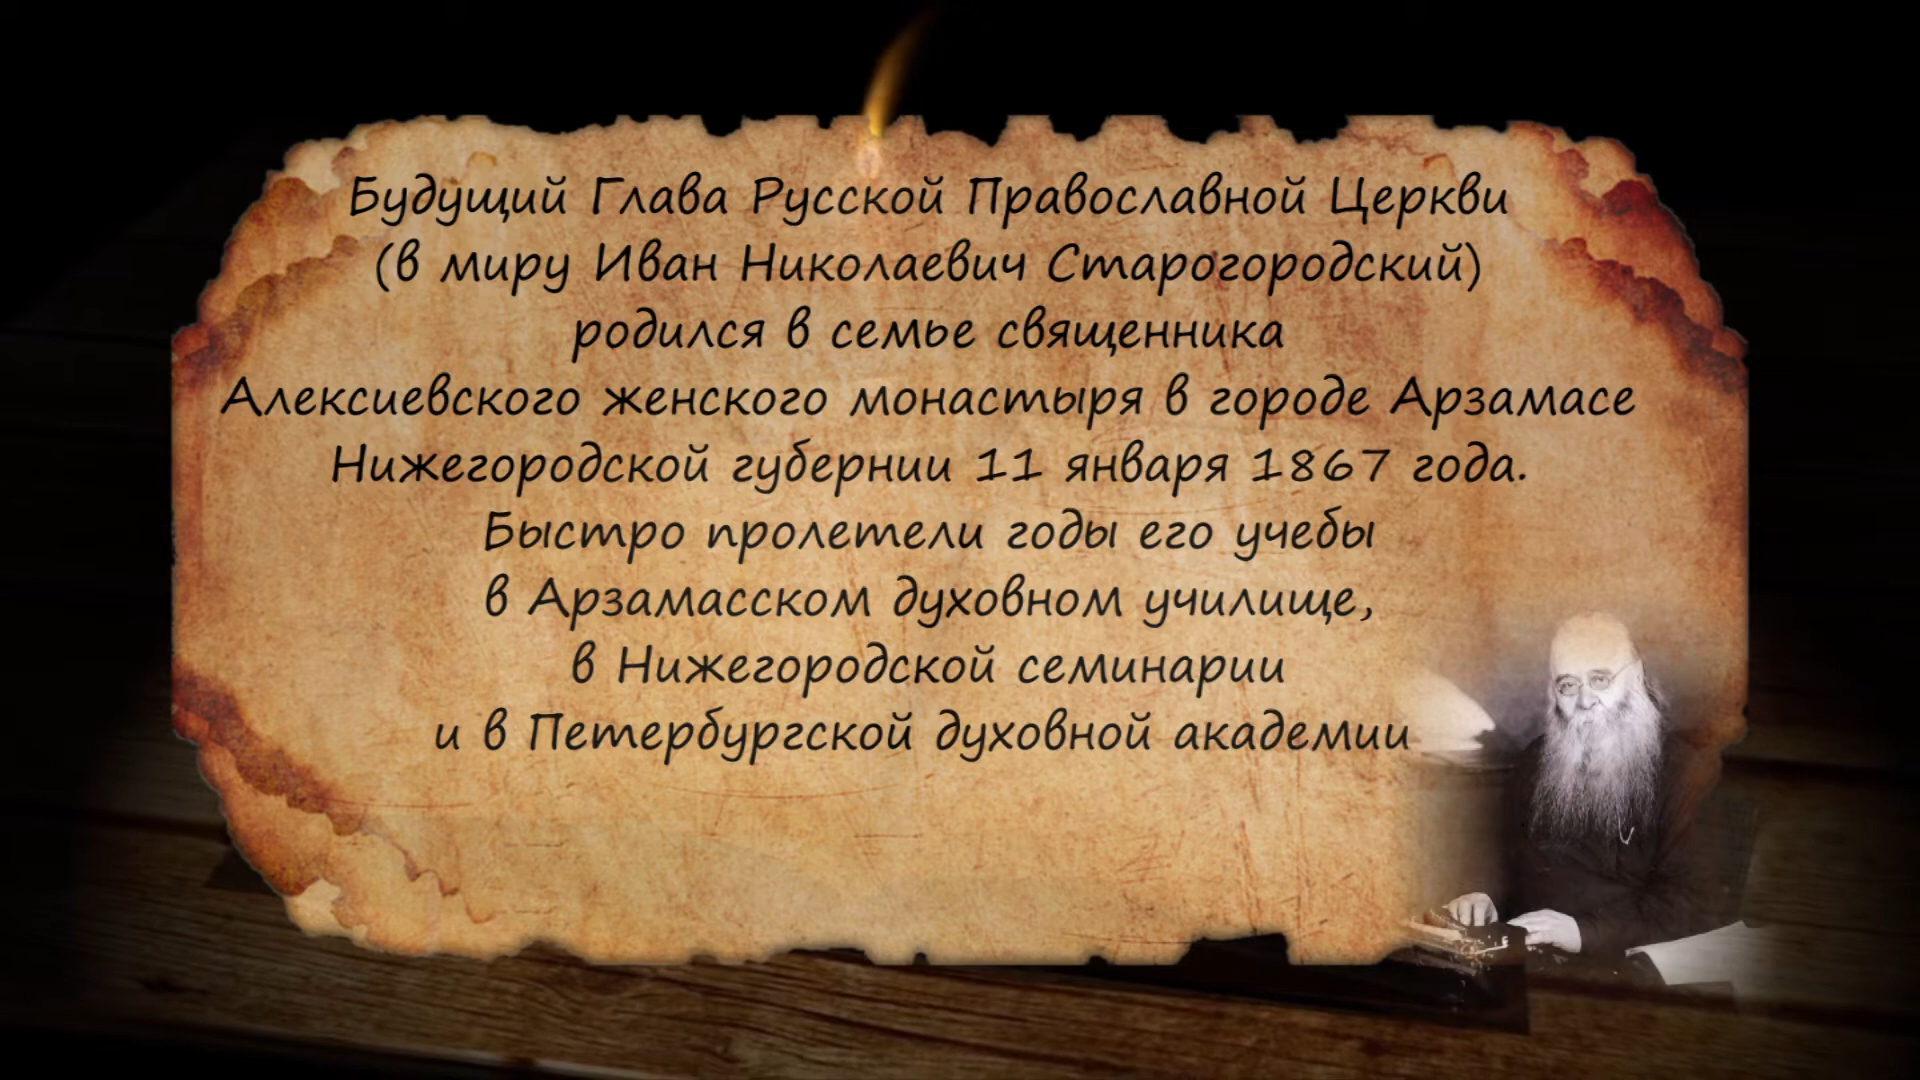 Будущий Глава Русской Православной Церкви
(в миру Иван Николаевич Старогородский)
родился в семье священника
Алексиевского женского монастыря в городе Арзамасе
Нижегородской губернии 11 января 1867 года.
Быстро пролетели годы его учебы
в Арзамасском духовном училище,
в Нижегородской семинарии
и в Петербургской духовной академии